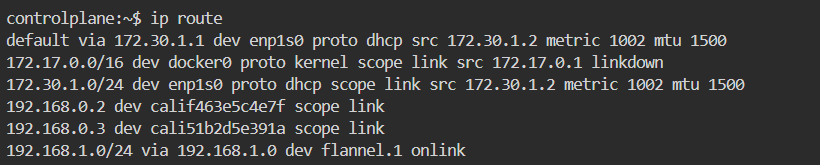 controlplane:~$ ip route
default via 172.30.1.1 dev enp1s0 proto dhcp src 172.30.1.2 metric 1002 mtu 1500
172.17.0.0/16 dev docker0 proto kernel scope link src 172.17.0.1 linkdown
172.30.1.0/24 dev enp1s0 proto dhcp scope link src 172.30.1.2 metric 1002 mtu 1500
192.168.0.2 dev calif463e5c4e7f scope link
192.168.0.3 dev cali51b2d5e391a scope link
192.168.1.0/24 via 192.168.1.0 dev flannel.1 onlink